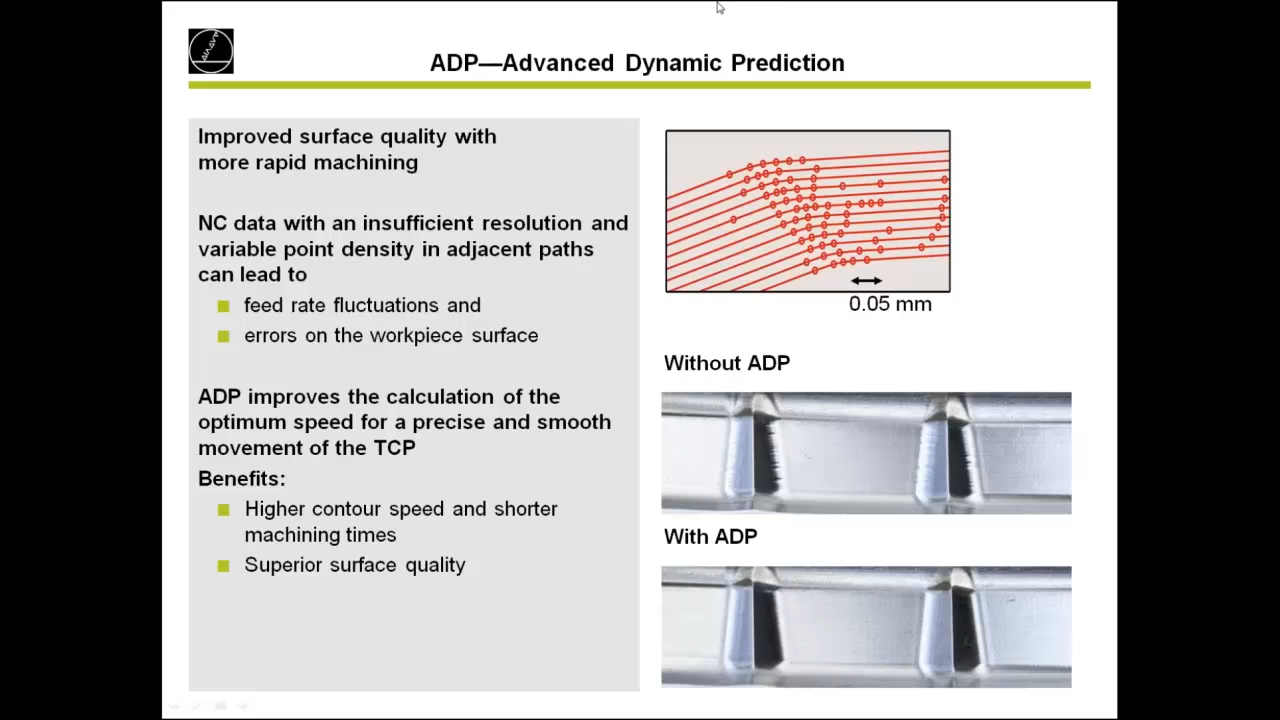 ADP—Advanced Dynamic Prediction
Improved surface quality with
more rapid machining
NC data with an insufficient resolution and
variable point density in adjacent paths
can lead to
feed rate fluctuations and
errors on the workpiece surface
ADP improves the calculation of the
optimum speed for a precise and smooth
movement of the TCP
Benefits:
Higher contour speed and shorter
machining times
Superior surface quality
0.05 mm
Without ADP
With ADP